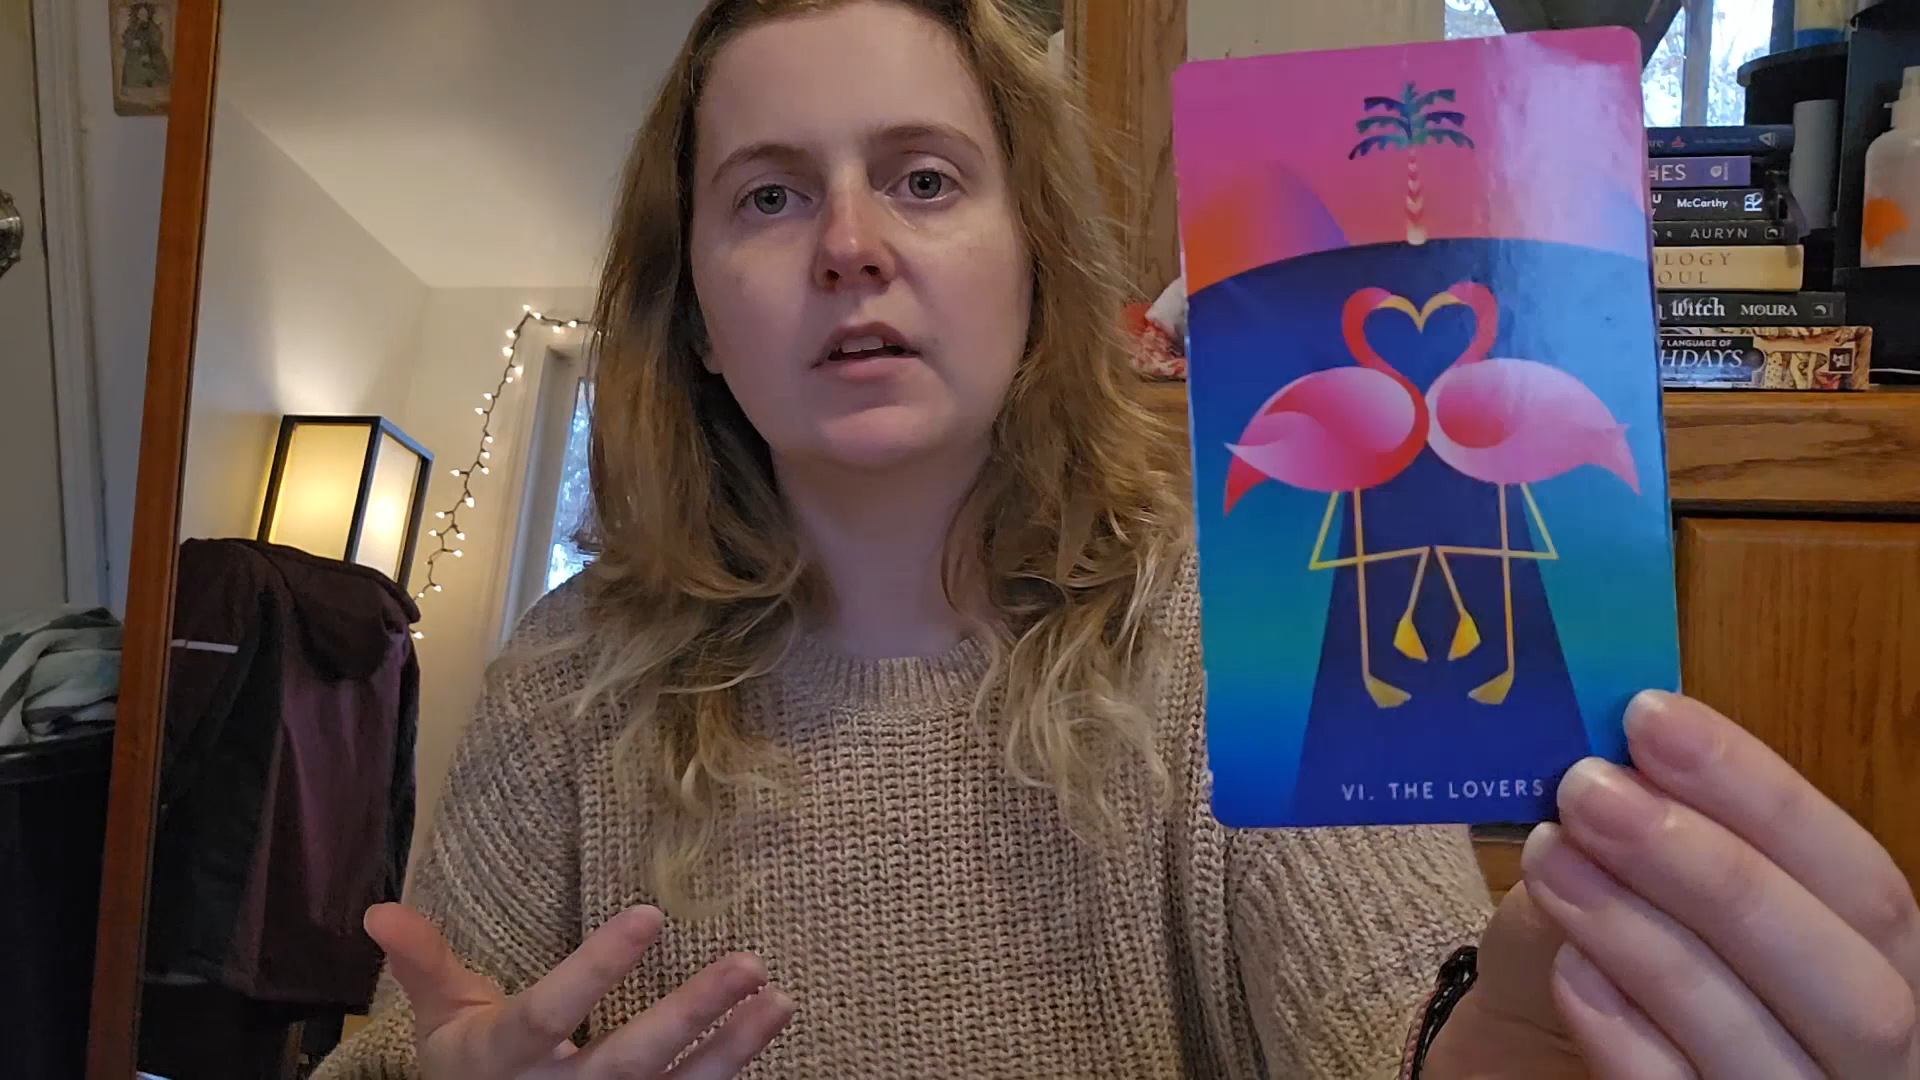 HES
McCarthy
AURYN
OLOGY
OUL
Witch MOURA
LANGUAGE OF
HDAYS
VI. THE LOVERS